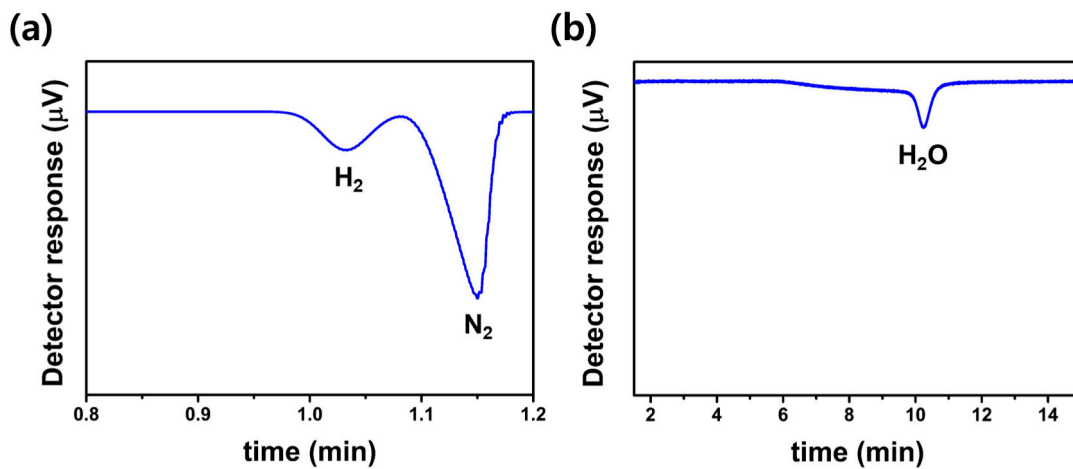 (a)
Detector response (μV)
H₂
N₂
0.8 0.9 1.0 1.1 1.2
time (min)
(b)
Detector response (μV)
H₂O
2 4 6 8 10 12 14
time (min)